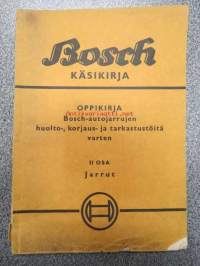 Bosch
KÄSIKIRJA
OPPIKIRJA
Bosch-autojarrujen
huolto-, korjaus- ja tarkastustöitä
varten
II OSA
Jarrut